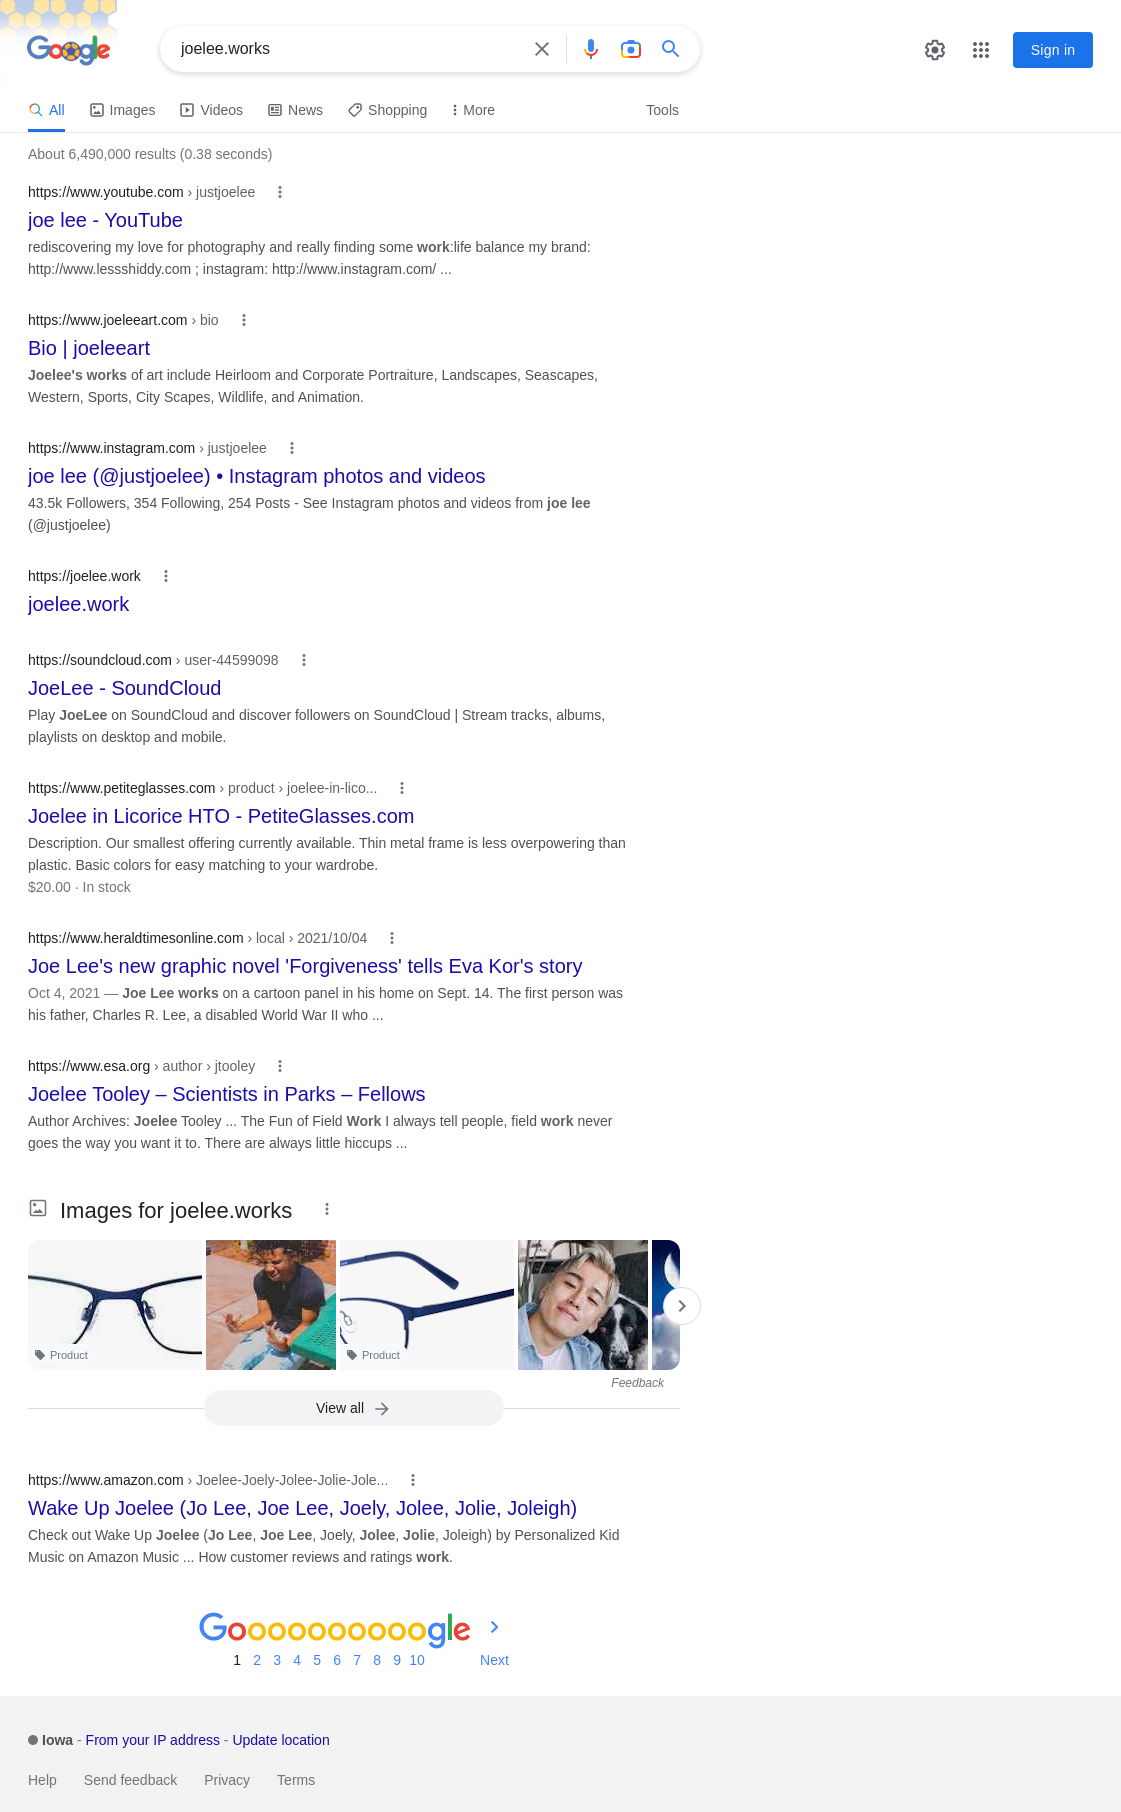 Google
joelee.works
Sign in
All Images Videos News Shopping More Tools
About 6,490,000 results (0.38 seconds)
https://www.youtube.com › justjoelee
joe lee - YouTube
rediscovering my love for photography and really finding some work:life balance my brand:
http://www.lessshiddy.com ; instagram: http://www.instagram.com/ ...
https://www.joeleeart.com › bio
Bio | joeleeart
Joelee's works of art include Heirloom and Corporate Portraiture, Landscapes, Seascapes,
Western, Sports, City Scapes, Wildlife, and Animation.
https://www.instagram.com › justjoelee
joe lee (@justjoelee) • Instagram photos and videos
43.5k Followers, 354 Following, 254 Posts - See Instagram photos and videos from joe lee
(@justjoelee)
https://joelee.work
joelee.work
https://soundcloud.com › user-44599098
JoeLee - SoundCloud
Play JoeLee on SoundCloud and discover followers on SoundCloud | Stream tracks, albums,
playlists on desktop and mobile.
https://www.petiteglasses.com › product › joelee-in-lico...
Joelee in Licorice HTO - PetiteGlasses.com
Description. Our smallest offering currently available. Thin metal frame is less overpowering than
plastic. Basic colors for easy matching to your wardrobe.
$20.00 · In stock
https://www.heraldtimesonline.com › local › 2021/10/04
Joe Lee's new graphic novel 'Forgiveness' tells Eva Kor's story
Oct 4, 2021 — Joe Lee works on a cartoon panel in his home on Sept. 14. The first person was
his father, Charles R. Lee, a disabled World War II who ...
https://www.esa.org › author › jtooley
Joelee Tooley – Scientists in Parks – Fellows
Author Archives: Joelee Tooley ... The Fun of Field Work I always tell people, field work never
goes the way you want it to. There are always little hiccups ...
Images for joelee.works
Product Product
Feedback
View all
https://www.amazon.com › Joelee-Joely-Jolee-Jolie-Jole...
Wake Up Joelee (Jo Lee, Joe Lee, Joely, Jolee, Jolie, Joleigh)
Check out Wake Up Joelee (Jo Lee, Joe Lee, Joely, Jolee, Jolie, Joleigh) by Personalized Kid
Music on Amazon Music ... How customer reviews and ratings work.
Goooooooooogle
1 2 3 4 5 6 7 8 9 10 Next
Iowa - From your IP address - Update location
Help Send feedback Privacy Terms